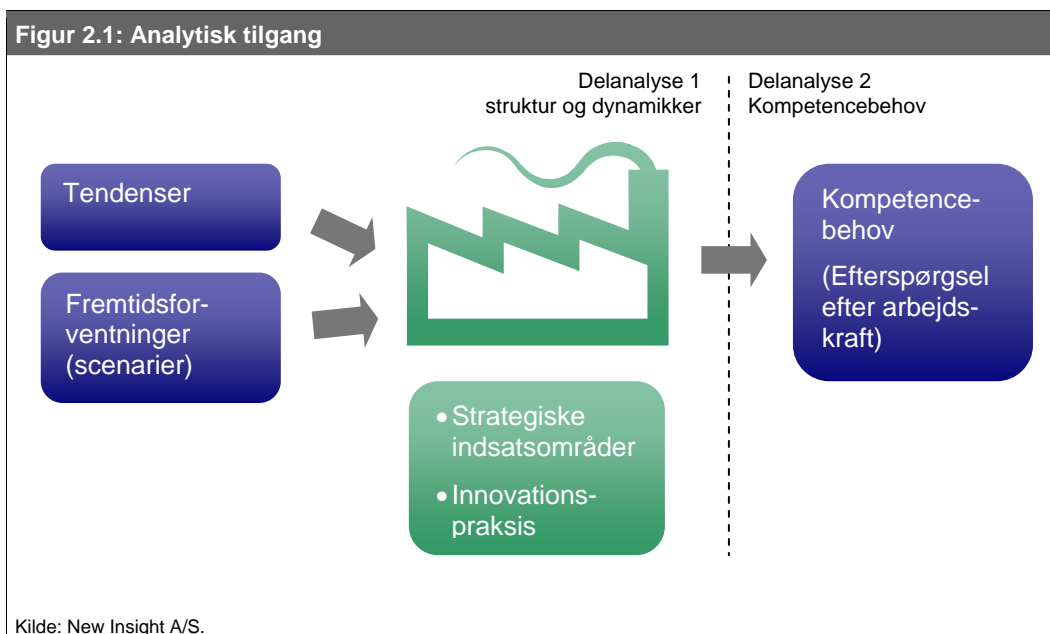 Figur 2.1: Analytisk tilgang
Delanalyse 1
struktur og dynamikker
Delanalyse 2
Kompetencebehov
Tendenser
Fremtidsfor-
ventninger
(scenarier)
• Strategiske
indsatsområder
• Innovations-
praksis
Kompetence-
behov
(Efterspørgsel
efter arbejds-
kraft)
Kilde: New Insight A/S.